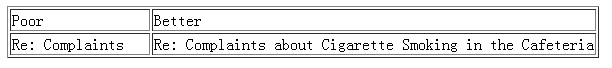 Poor Better
Re: Complaints Re: Complaints about Cigarette Smoking in the Cafeteria